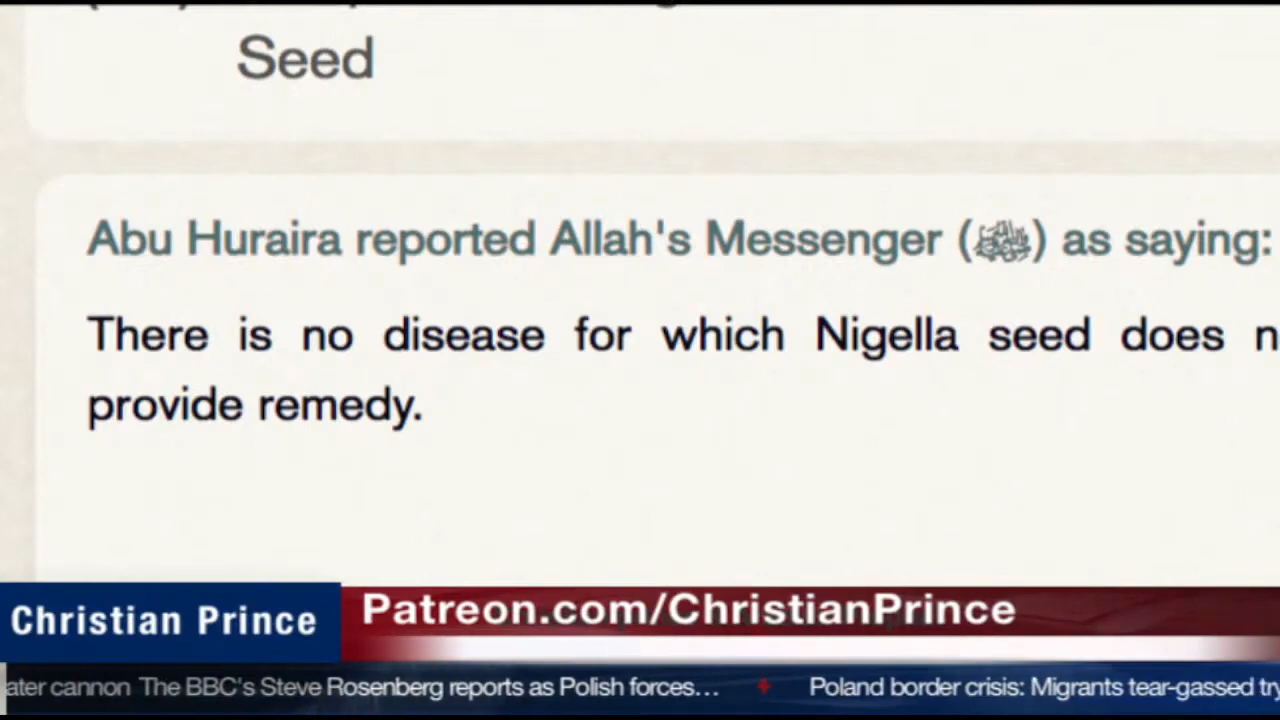 Seed
Abu Huraira reported Allah's Messenger (ﷺ) as saying:
There is no disease for which Nigella seed does n
provide remedy.
Christian Prince
Patreon.com/ChristianPrince
ater cannon The BBC's Steve Rosenberg reports as Polish forces... Poland border crisis: Migrants tear-gassed try